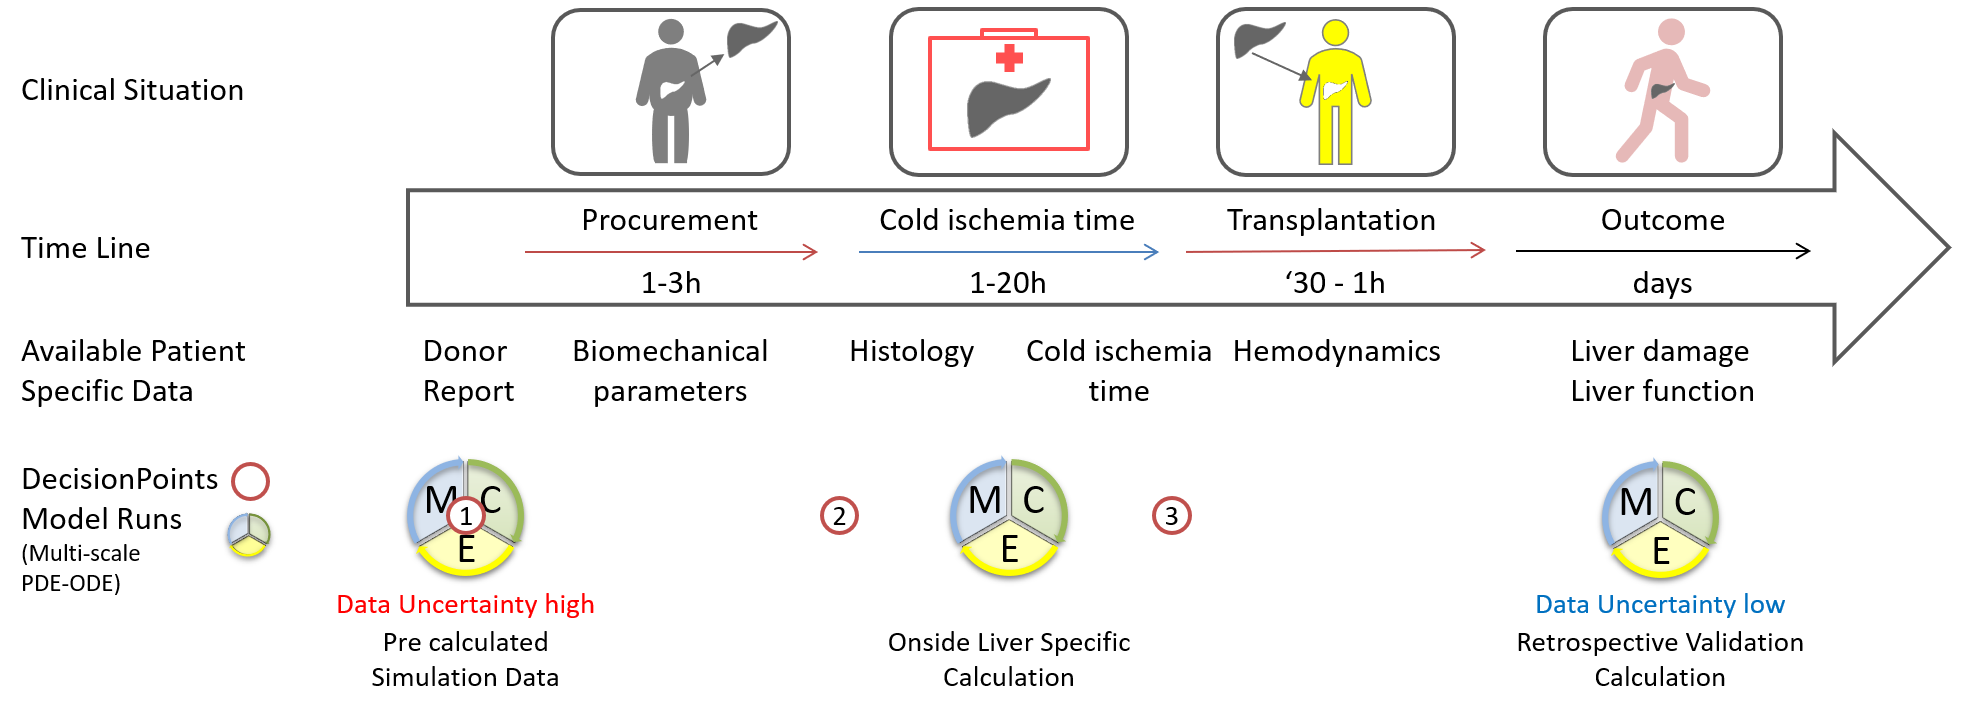 Clinical Situation
Time Line
Procurement
Cold ischemia time
Transplantation
Outcome
1-3h
1-20h
‘30 - 1h
days
Available Patient
Specific Data
Donor
Report
Biomechanical
parameters
Histology
Cold ischemia
time
Hemodynamics
Liver damage
Liver function
DecisionPoints
Model Runs
(Multi-scale
PDE-ODE)
M C
1
E
2
M C
E
3
M C
E
Data Uncertainty high
Pre calculated
Simulation Data
Onside Liver Specific
Calculation
Data Uncertainty low
Retrospective Validation
Calculation